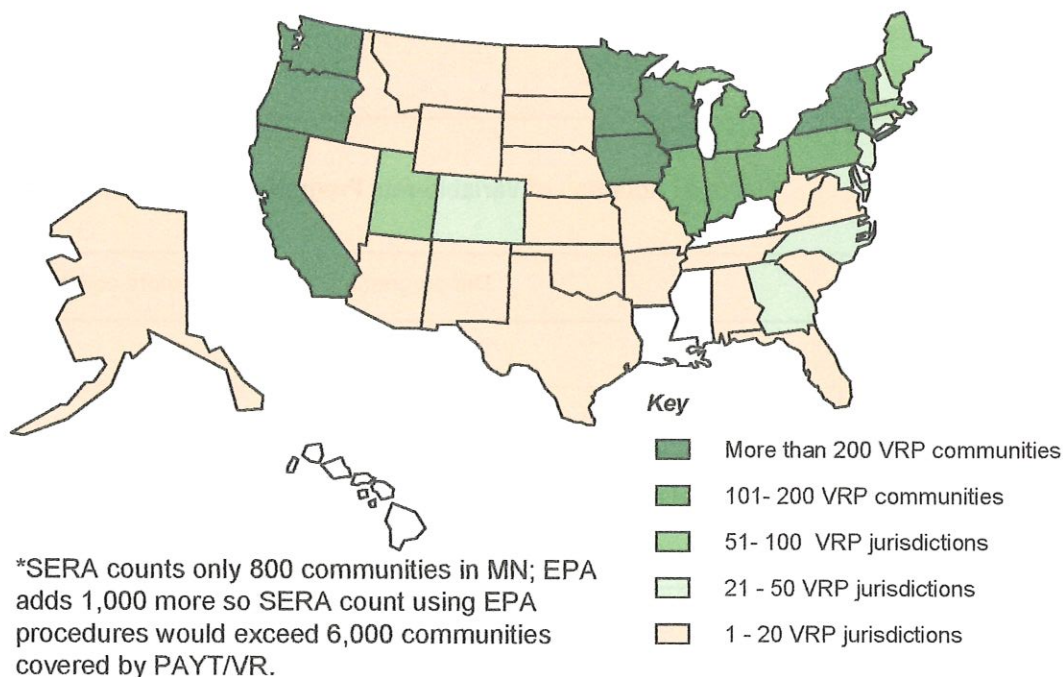 Key
More than 200 VRP communities
101- 200 VRP communities
51- 100 VRP jurisdictions
21 - 50 VRP jurisdictions
1 - 20 VRP jurisdictions
*SERA counts only 800 communities in MN; EPA
adds 1,000 more so SERA count using EPA
procedures would exceed 6,000 communities
covered by PAYT/VR.